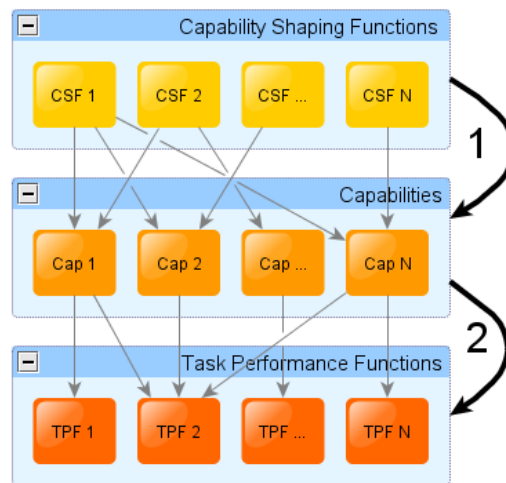 Capability Shaping Functions
CSF 1 CSF 2 CSF ... CSF N
1
Capabilities
Cap 1 Cap 2 Cap ... Cap N
2
Task Performance Functions
TPF 1 TPF 2 TPF ... TPF N